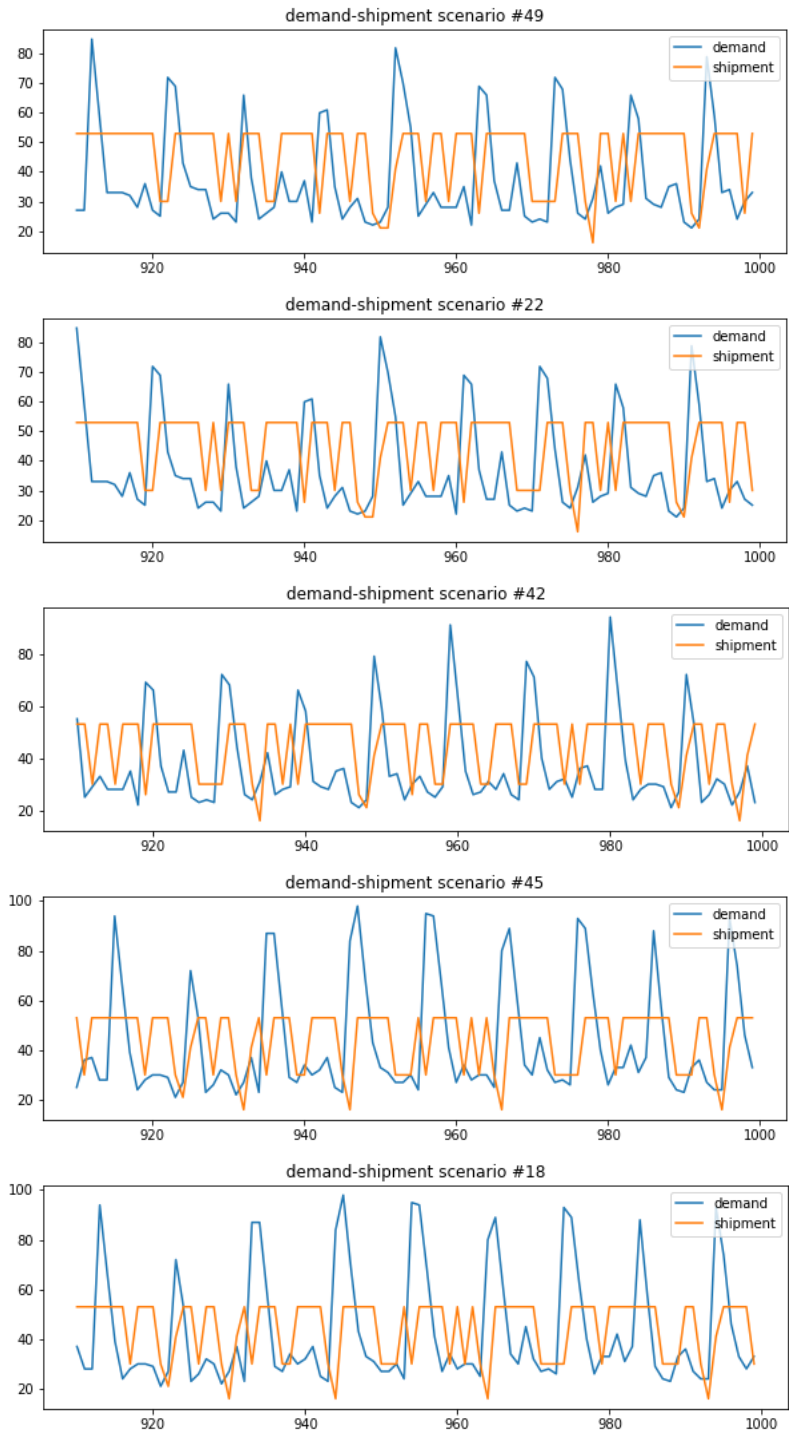 demand-shipment scenario #49
demand
shipment
80
70
60
50
40
30
20
920 940 960 980 1000
demand-shipment scenario #22
demand
shipment
80
70
60
50
40
30
20
920 940 960 980 1000
demand-shipment scenario #42
demand
shipment
80
60
40
20
920 940 960 980 1000
demand-shipment scenario #45
demand
shipment
100
80
60
40
20
920 940 960 980 1000
demand-shipment scenario #18
demand
shipment
100
80
60
40
20
920 940 960 980 1000